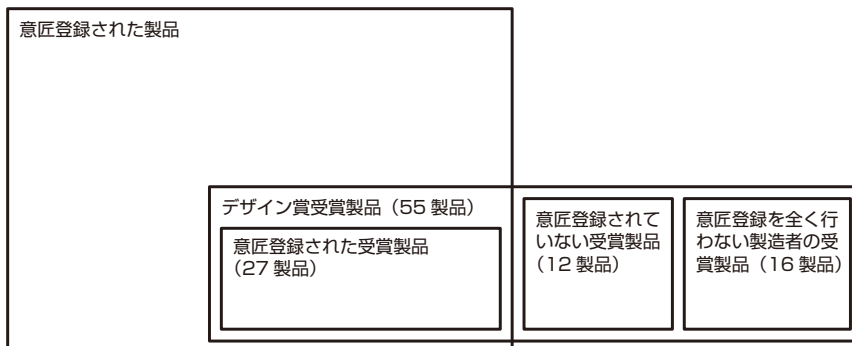 意匠登録された製品
デザイン賞受賞製品（55 製品）
意匠登録された受賞製品
（27 製品）
意匠登録されて
いない受賞製品
（12 製品）
意匠登録を全く行
わない製造者の受
賞製品（16 製品）